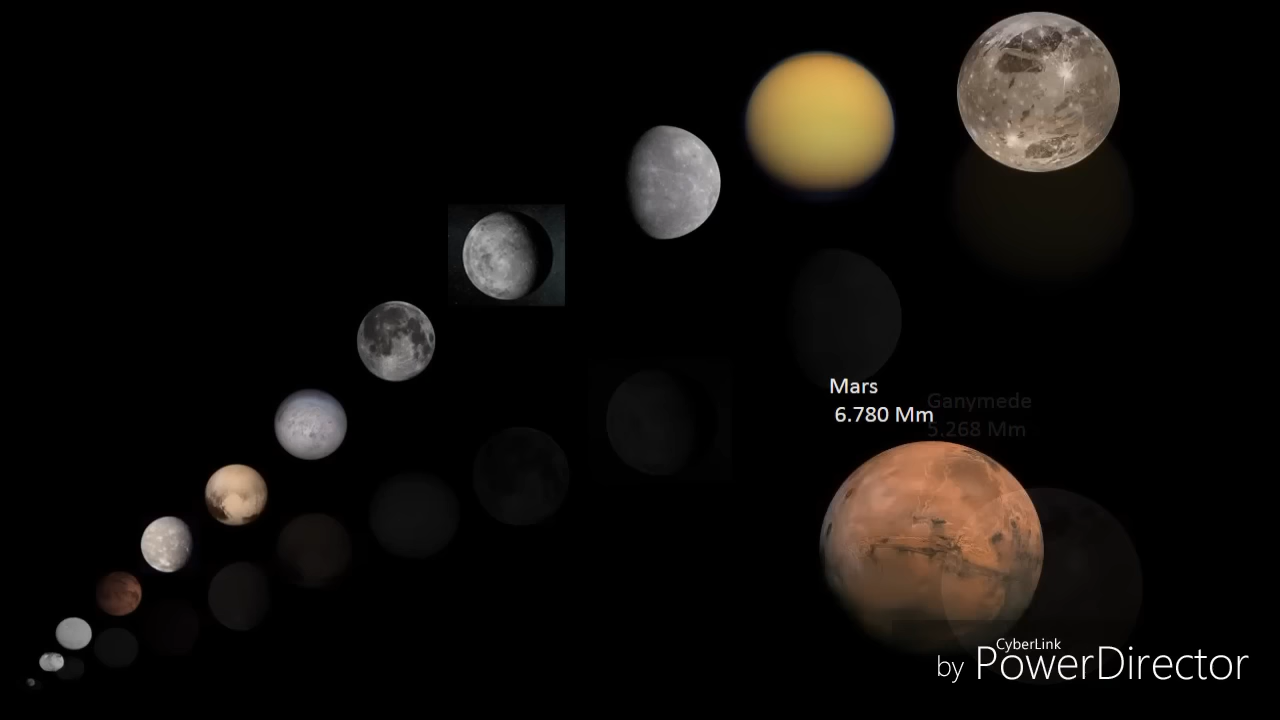 Mars
6.780 Mm
Ganymede
5.268 Mm
CyberLink
by PowerDirector